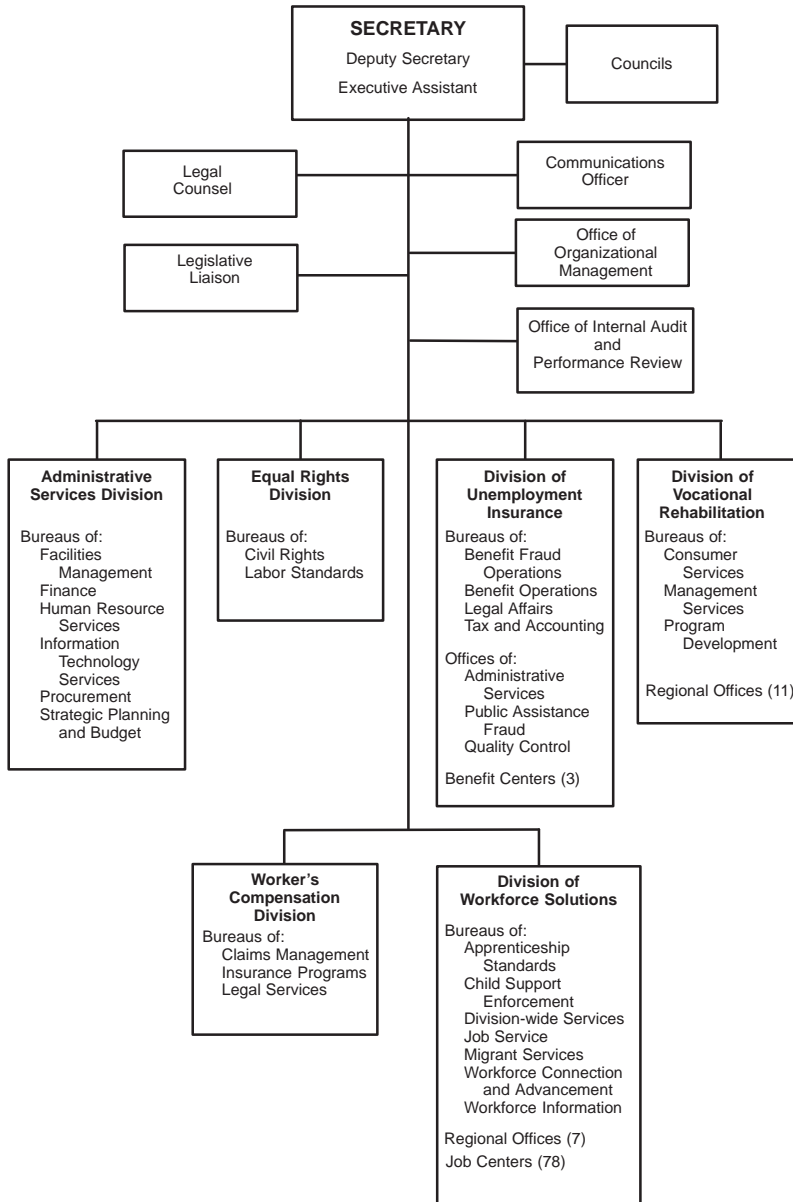 SECRETARY
Deputy Secretary
Executive Assistant
Councils
Legal
Counsel
Communications
Officer
Legislative
Liaison
Office of
Organizational
Management
Office of Internal Audit
and
Performance Review
Administrative
Services Division
Bureaus of:
Facilities
Management
Finance
Human Resource
Services
Information
Technology
Services
Procurement
Strategic Planning
and Budget
Equal Rights
Division
Bureaus of:
Civil Rights
Labor Standards
Division of
Unemployment
Insurance
Bureaus of:
Benefit Fraud
Operations
Benefit Operations
Legal Affairs
Tax and Accounting
Offices of:
Administrative
Services
Public Assistance
Fraud
Quality Control
Benefit Centers (3)
Division of
Vocational
Rehabilitation
Bureaus of:
Consumer
Services
Management
Services
Program
Development
Regional Offices (11)
Worker's
Compensation
Division
Bureaus of:
Claims Management
Insurance Programs
Legal Services
Division of
Workforce Solutions
Bureaus of:
Apprenticeship
Standards
Child Support
Enforcement
Division-wide Services
Job Service
Migrant Services
Workforce Connection
and Advancement
Workforce Information
Regional Offices (7)
Job Centers (78)